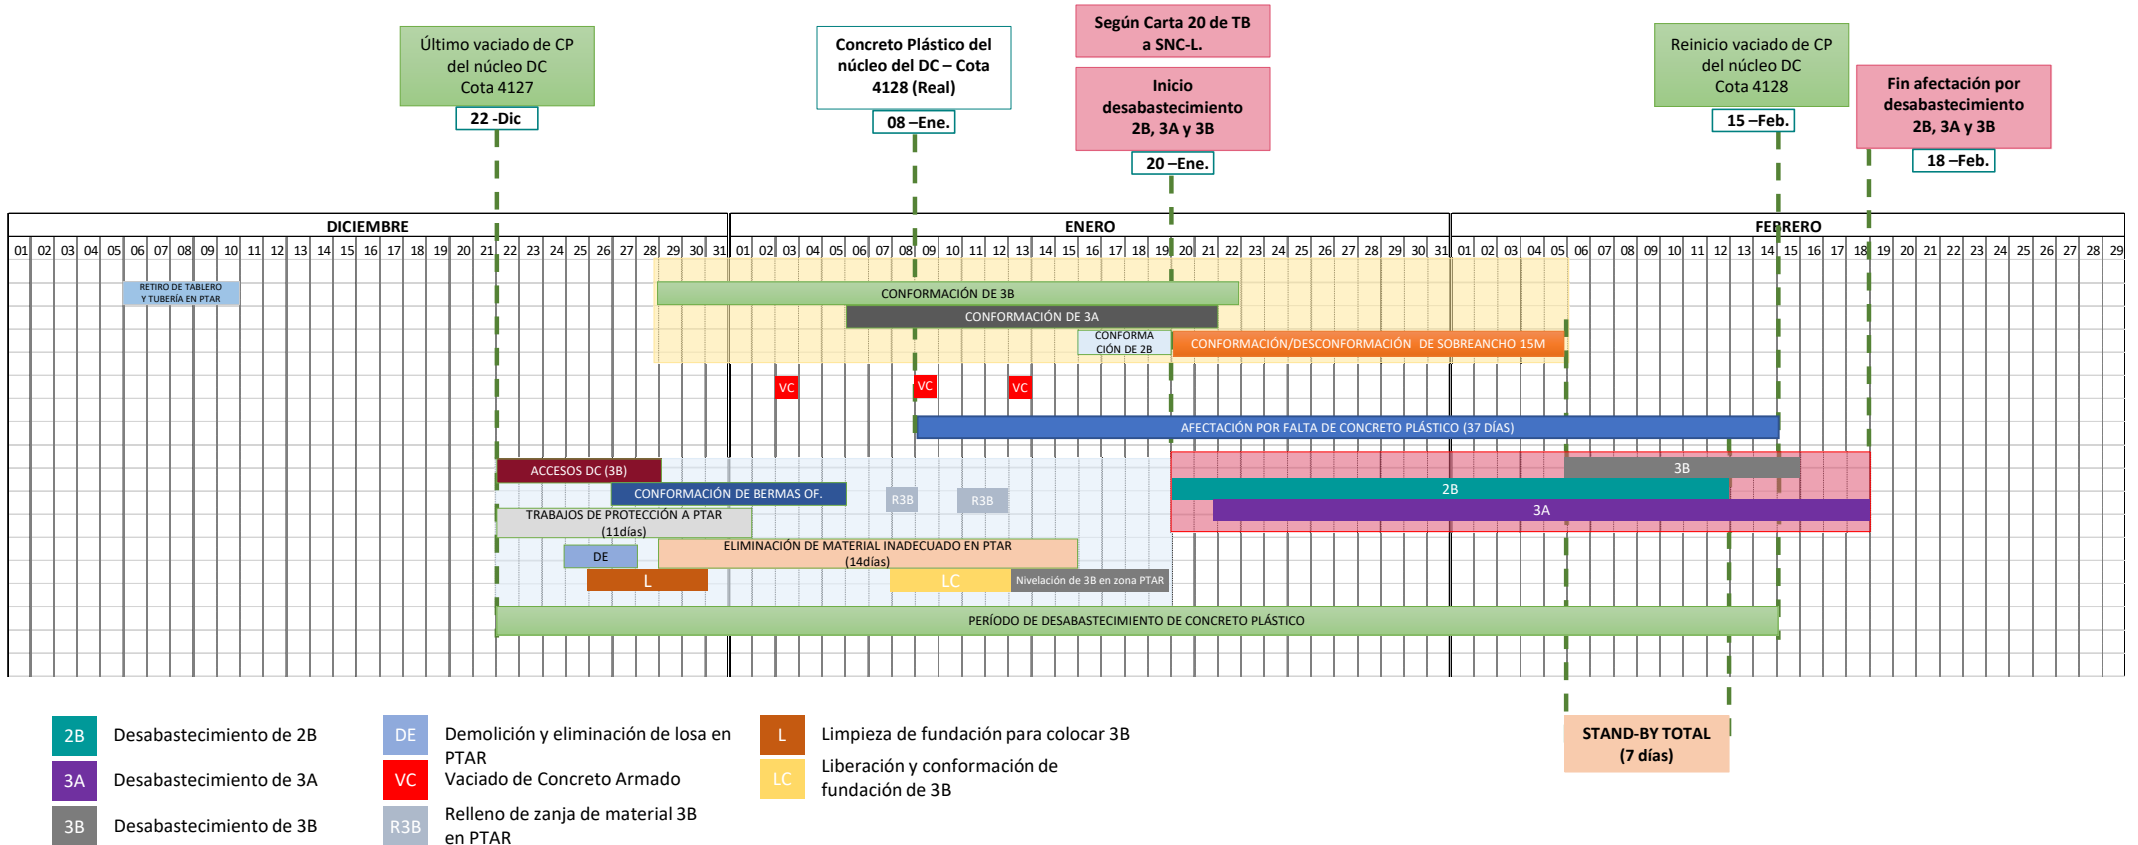 Último vaciado de CP
del núcleo DC
Cota 4127
22 -Dic
Concreto Plástico del
núcleo del DC – Cota
4128 (Real)
08 –Ene.
Según Carta 20 de TB
a SNC-L.
Inicio
desabastecimiento
2B, 3A y 3B
20 –Ene.
Reinicio vaciado de CP
del núcleo DC
Cota 4128
15 –Feb.
Fin afectación por
desabastecimiento
2B, 3A y 3B
18 –Feb.
DICIEMBRE ENERO FEBRERO
01 02 03 04 05 06 07 08 09 10 11 12 13 14 15 16 17 18 19 20 21 22 23 24 25 26 27 28 29 30 31 01 02 03 04 05 06 07 08 09 10 11 12 13 14 15 16 17 18 19 20 21 22 23 24 25 26 27 28 29 30 31 01 02 03 04 05 06 07 08 09 10 11 12 13 14 15 16 17 18 19 20 21 22 23 24 25 26 27 28 29
RETIRO DE TABLERO
Y TUBERÍA EN PTAR
CONFORMACIÓN DE 3B
CONFORMACIÓN DE 3A
CONFORMA
CIÓN DE 2B
CONFORMACIÓN/DESCONFORMACIÓN DE SOBREANCHO 15M
VC VC VC
AFECTACIÓN POR FALTA DE CONCRETO PLÁSTICO (37 DÍAS)
ACCESOS DC (3B)
3B
CONFORMACIÓN DE BERMAS OF.
R3B R3B
2B
3A
TRABAJOS DE PROTECCIÓN A PTAR
(11días)
DE
ELIMINACIÓN DE MATERIAL INADECUADO EN PTAR
(14días)
L
LC
Nivelación de 3B en zona PTAR
PERÍODO DE DESABASTECIMIENTO DE CONCRETO PLÁSTICO
STAND-BY TOTAL
(7 días)
2B Desabastecimiento de 2B
3A Desabastecimiento de 3A
3B Desabastecimiento de 3B
DE Demolición y eliminación de losa en
PTAR
VC Vaciado de Concreto Armado
R3B Relleno de zanja de material 3B
en PTAR
L Limpieza de fundación para colocar 3B
LC Liberación y conformación de
fundación de 3B